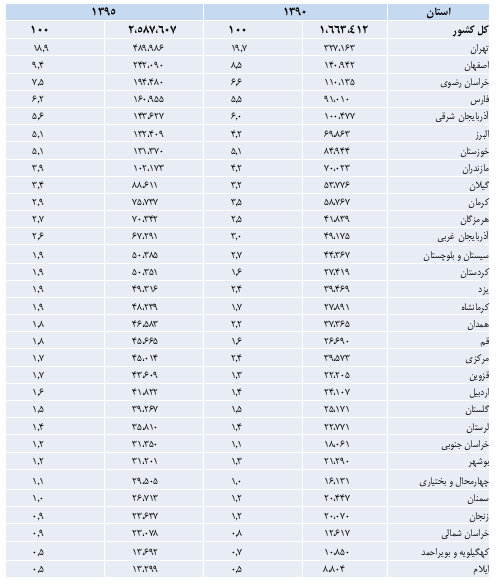 استان ۱۳۹۰ ۱۳۹۵
کل کشور ۱،۶۶۳،۴۱۲ ۱۰۰ ۲،۵۸۷،۶۰۷ ۱۰۰
تهران ۳۲۷،۱۶۳ ۱۹،۷ ۴۸۹،۹۸۶ ۱۸،۹
اصفهان ۱۴۰،۹۴۲ ۸،۵ ۲۴۲،۰۹۰ ۹،۴
خراسان رضوی ۱۱۰،۱۳۵ ۶،۶ ۱۹۴،۴۸۰ ۷،۵
فارس ۹۱،۰۱۰ ۵،۵ ۱۶۰،۹۵۵ ۶،۲
آذربایجان شرقی ۱۰۰،۴۷۷ ۶،۰ ۱۴۳،۶۲۷ ۵،۶
البرز ۶۹،۸۶۳ ۴،۲ ۱۳۲،۴۰۹ ۵،۱
خوزستان ۸۴،۹۴۴ ۵،۱ ۱۳۱،۳۷۰ ۵،۱
مازندران ۷۰،۰۲۳ ۴،۲ ۱۰۲،۱۷۳ ۳،۹
گیلان ۵۳،۷۷۶ ۳،۲ ۸۸،۶۱۱ ۳،۴
کرمان ۵۸،۷۶۷ ۳،۵ ۷۵،۷۳۷ ۲،۹
هرمزگان ۴۱،۸۳۹ ۲،۵ ۷۰،۳۴۲ ۲،۷
آذربایجان غربی ۴۹،۱۷۵ ۳،۰ ۶۷،۲۹۱ ۲،۶
سیستان و بلوچستان ۴۴،۳۶۷ ۲،۷ ۵۰،۳۸۵ ۱،۹
کردستان ۲۷،۴۱۹ ۱،۶ ۵۰،۳۵۱ ۱،۹
یزد ۳۹،۴۶۹ ۲،۴ ۴۹،۳۱۶ ۱،۹
کرمانشاه ۲۷،۸۹۱ ۱،۷ ۴۸،۲۳۹ ۱،۹
همدان ۳۷،۳۶۵ ۲،۲ ۴۶،۵۸۳ ۱،۸
قم ۲۶،۶۹۰ ۱،۶ ۴۵،۶۶۵ ۱،۸
مرکزی ۳۹،۵۷۳ ۲،۴ ۴۵،۰۱۴ ۱،۷
قزوین ۲۲،۲۰۵ ۱،۳ ۴۳،۶۰۹ ۱،۷
اردبیل ۲۴،۱۰۷ ۱،۴ ۴۱،۸۲۲ ۱،۶
گلستان ۲۵،۱۷۱ ۱،۵ ۳۹،۲۶۷ ۱،۵
لرستان ۲۲،۷۷۱ ۱،۴ ۳۵،۸۱۰ ۱،۴
خراسان جنوبی ۱۸،۰۶۱ ۱،۱ ۳۱،۳۵۰ ۱،۲
بوشهر ۲۱،۲۹۰ ۱،۳ ۳۱،۲۰۱ ۱،۲
چهارمحال و بختیاری ۱۶،۱۳۱ ۱،۰ ۲۹،۵۰۵ ۱،۱
سمنان ۲۰،۴۴۷ ۱،۲ ۲۶،۷۱۳ ۱،۰
زنجان ۲۰،۰۷۰ ۱،۲ ۲۳،۶۳۷ ۰،۹
خراسان شمالی ۱۲،۶۱۷ ۰،۸ ۲۳،۰۷۸ ۰،۹
کهگیلویه و بویراحمد ۱۰،۸۵۰ ۰،۷ ۱۳،۶۹۲ ۰،۵
ایلام ۸،۸۰۴ ۰،۵ ۱۳،۲۹۹ ۰،۵